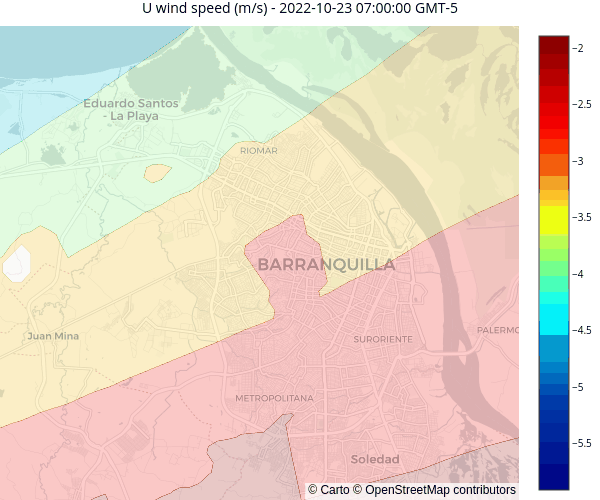 U wind speed (m/s) - 2022-10-23 07:00:00 GMT-5
Eduardo Santos
- La Playa
RIOMAR
BARRANQUILLA
Juan Mina
SURORIENTE
PALERMO
METROPOLITANA
Soledad
© Carto © OpenStreetMap contributors
−2
−2.5
−3
−3.5
−4
−4.5
−5
−5.5